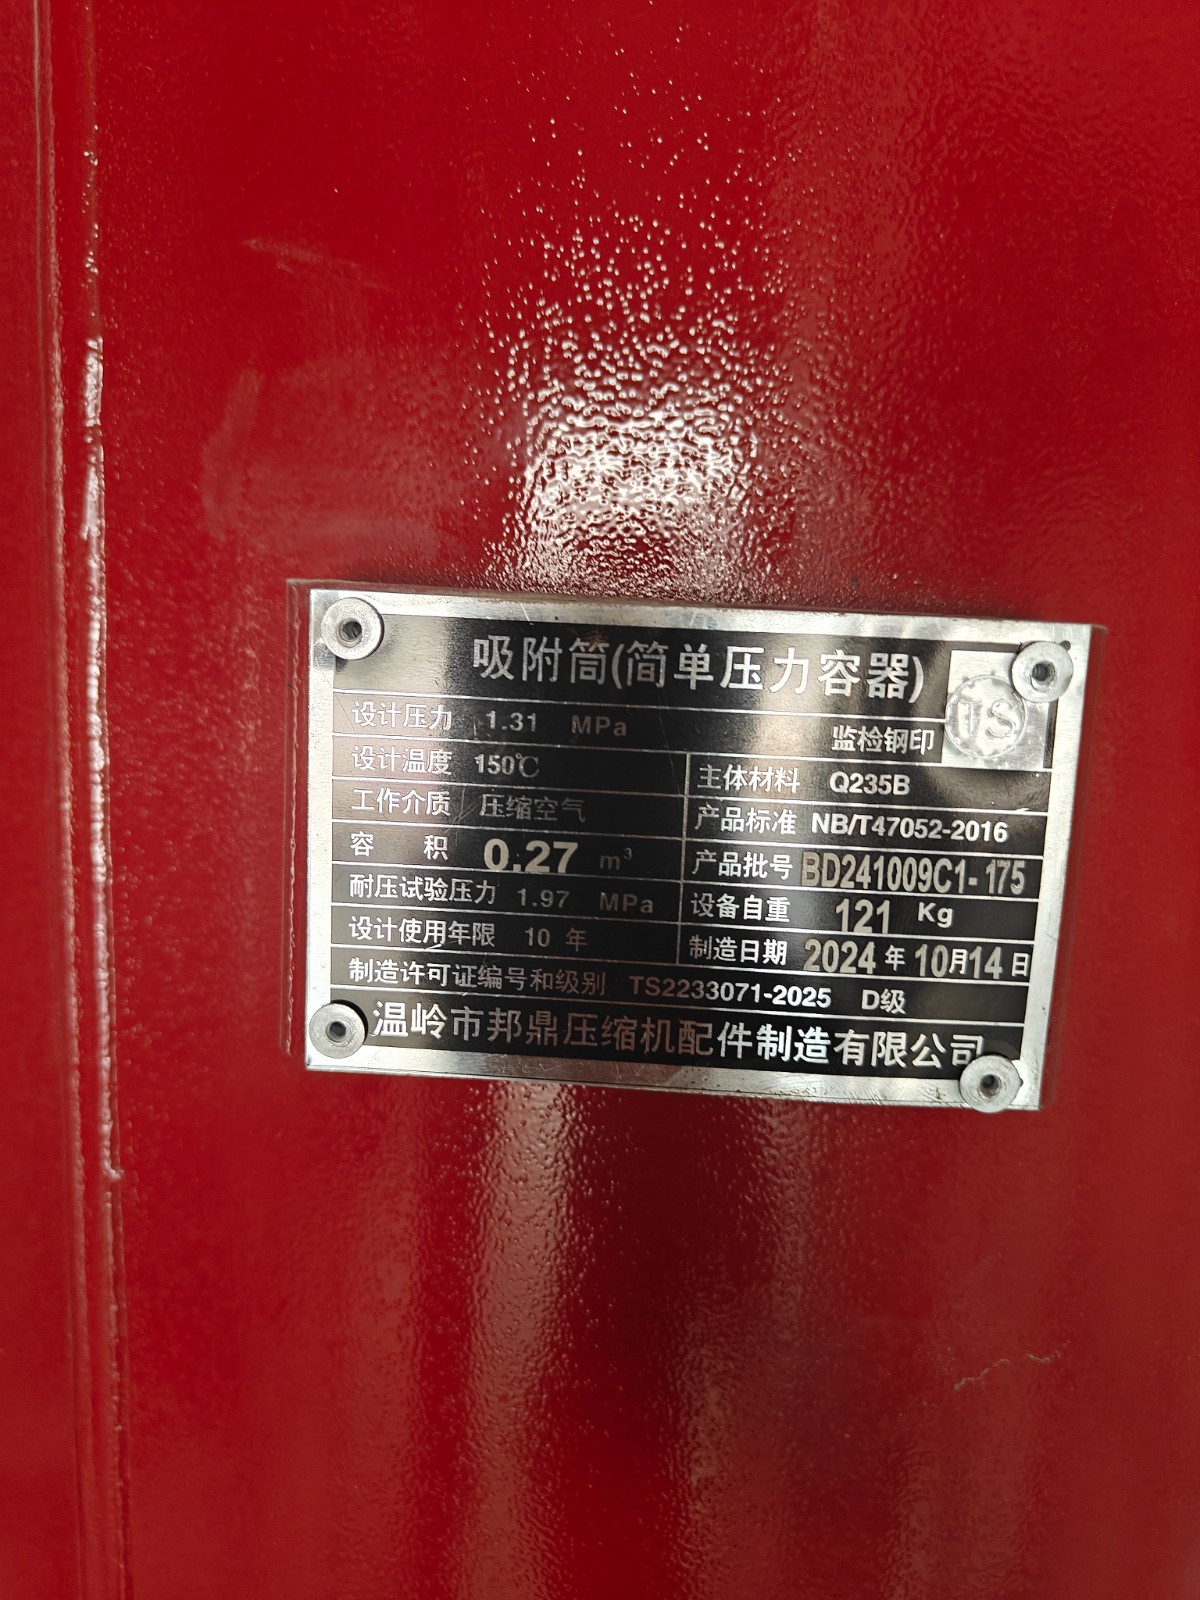 吸附筒(简单压力容器)
设计压力 1.31 MPa 监检钢印 TS
设计温度 150℃ 主体材料 Q235B
工作介质 压缩空气 产品标准 NB/T47052-2016
容 积 0.27 m³ 产品批号 BD241009C1-175
耐压试验压力 1.97 MPa 设备自重 121 Kg
设计使用年限 10 年 制造日期 2024 年 10月14日
制造许可证编号和级别 TS2233071-2025 D级
温岭市邦鼎压缩机配件制造有限公司